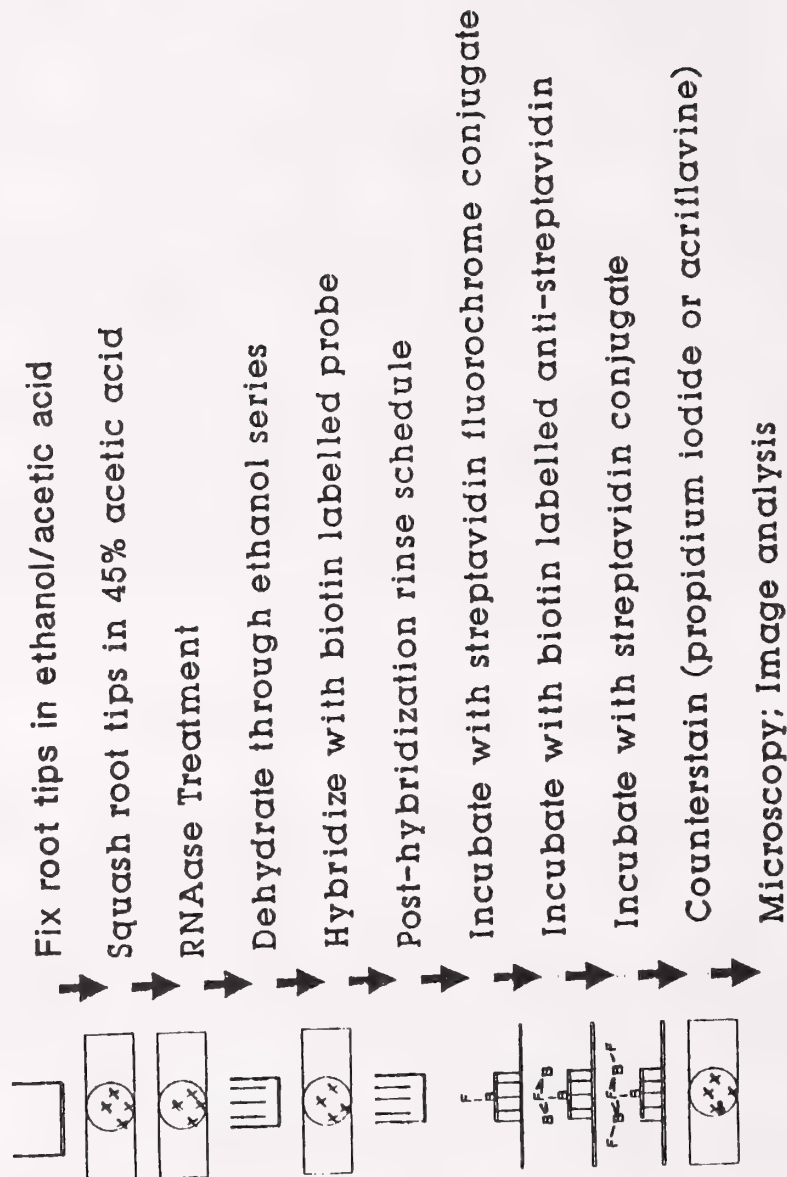 Fix root tips in ethanol/acetic acid
Squash root tips in 45% acetic acid
RNAase Treatment
Dehydrate through ethanol series
Hybridize with biotin labelled probe
Post-hybridization rinse schedule
Incubate with streptavidin fluorochrome conjugate
F
B
Incubate with biotin labelled anti-streptavidin
B F B
B
Incubate with streptavidin conjugate
F B F B F
B
Counterstain (propidium iodide or acriflavine)
Microscopy; Image analysis